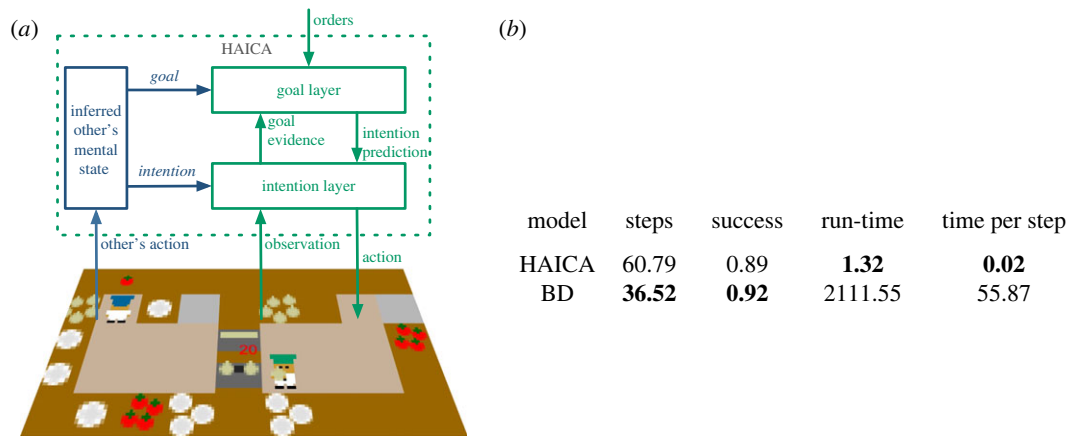 (a)
orders
HAICA
goal
goal layer
inferred
other's
mental
state
goal
evidence
intention
prediction
intention
intention layer
other's action
observation
action
20
(b)
model steps success run-time time per step
HAICA 60.79 0.89 1.32 0.02
BD 36.52 0.92 2111.55 55.87